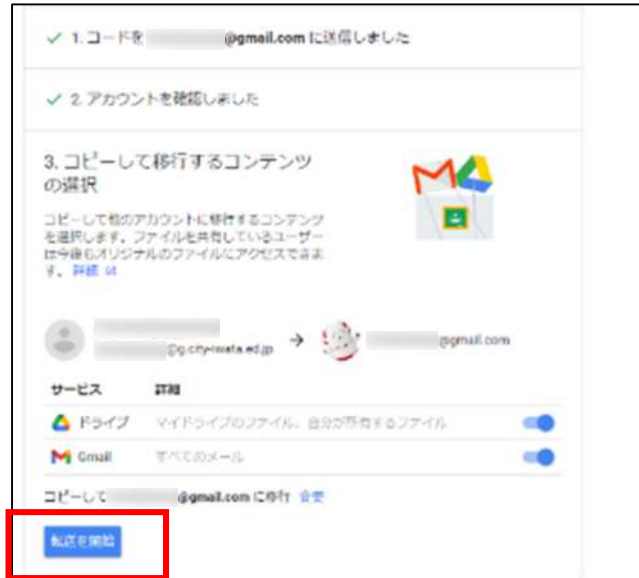 1. コードを @gmail.com に送信しました
2. アカウントを確認しました
3. コピーして移行するコンテンツ
の選択
コピーして他のアカウントに移行するコンテンツ
を選択します。ファイルを共有しているユーザー
は今後もオリジナルのファイルにアクセスできま
す。 詳細
@g.city-iwata.ed.jp → @gmail.com
サービス 詳細
ドライブ マイドライブのファイル、自分が所有するファイル
Gmail すべてのメール
コピーして @gmail.com に移行 変更
転送を開始